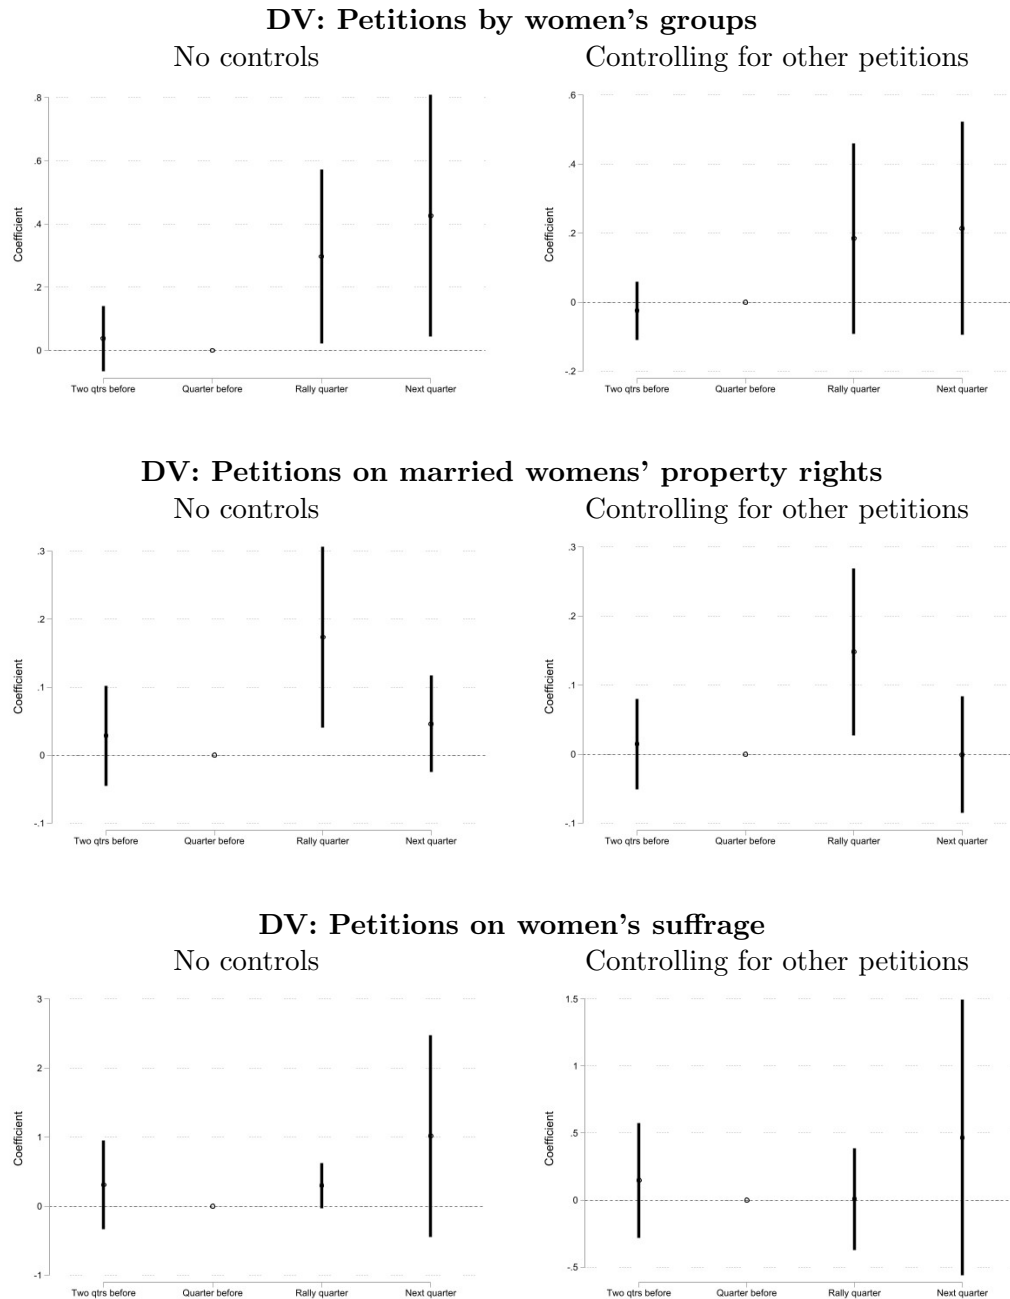 DV: Petitions by women's groups
No controls
Controlling for other petitions
Coefficient
.8
.6
.4
.2
0
Two qtrs before Quarter before Rally quarter Next quarter
Coefficient
.6
.4
.2
0
-.2
Two qtrs before Quarter before Rally quarter Next quarter
DV: Petitions on married womens' property rights
No controls
Controlling for other petitions
Coefficient
.3
.2
.1
0
-.1
Two qtrs before Quarter before Rally quarter Next quarter
Coefficient
.3
.2
.1
0
-.1
Two qtrs before Quarter before Rally quarter Next quarter
DV: Petitions on women's suffrage
No controls
Controlling for other petitions
Coefficient
3
2
1
0
-1
Two qtrs before Quarter before Rally quarter Next quarter
Coefficient
1.5
1
.5
0
-.5
Two qtrs before Quarter before Rally quarter Next quarter